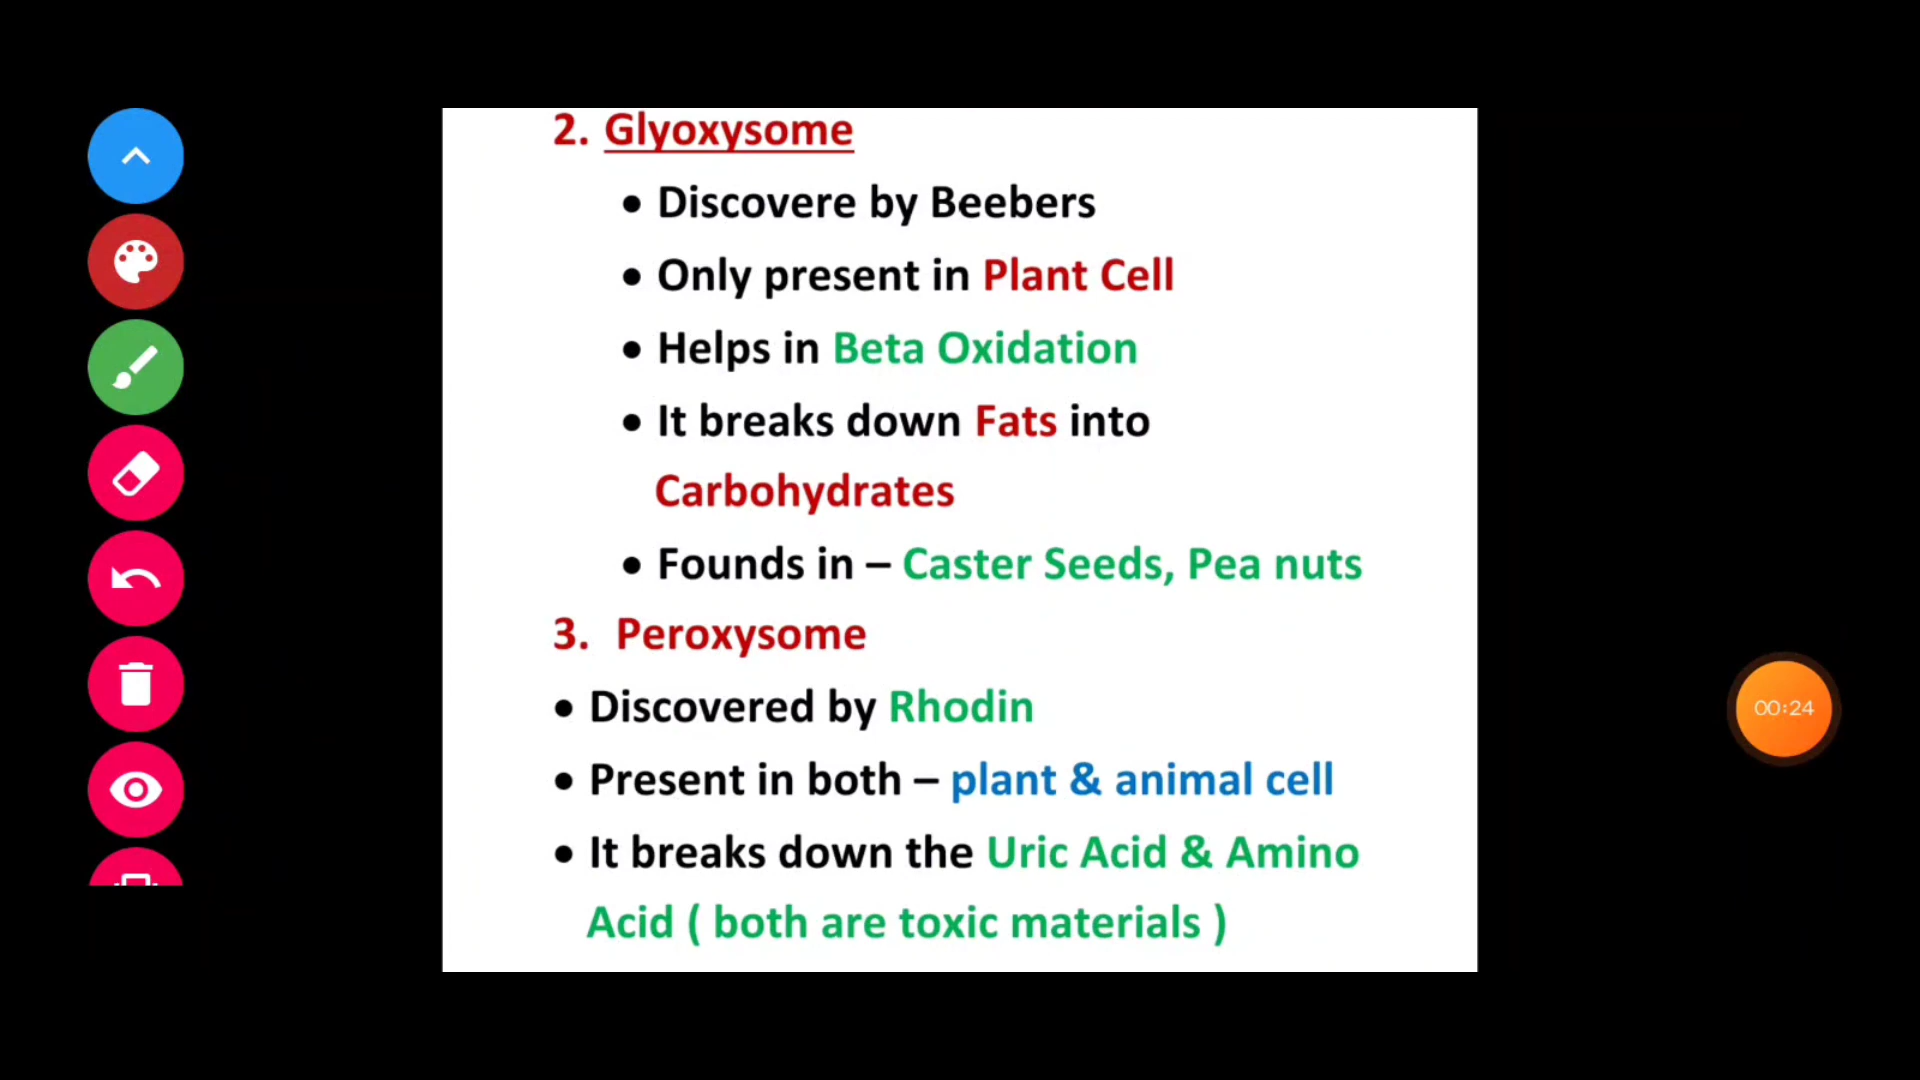 2. Glyoxysome
• Discovere by Beebers
• Only present in Plant Cell
• Helps in Beta Oxidation
• It breaks down Fats into
Carbohydrates
• Founds in – Caster Seeds, Pea nuts
3. Peroxysome
• Discovered by Rhodin
• Present in both – plant & animal cell
• It breaks down the Uric Acid & Amino
Acid ( both are toxic materials )
00:24